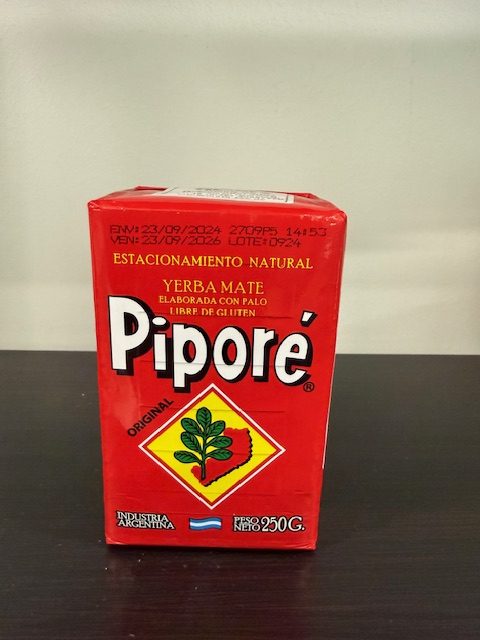 ENV:23/09/2024 2709P5 14:53
VEN:23/09/2026 LOTE:0924
ESTACIONAMIENTO NATURAL
YERBA MATE
ELABORADA CON PALO
LIBRE DE GLUTEN
Piporé®
ORIGINAL
INDUSTRIA
ARGENTINA
PESO
NETO 250G.